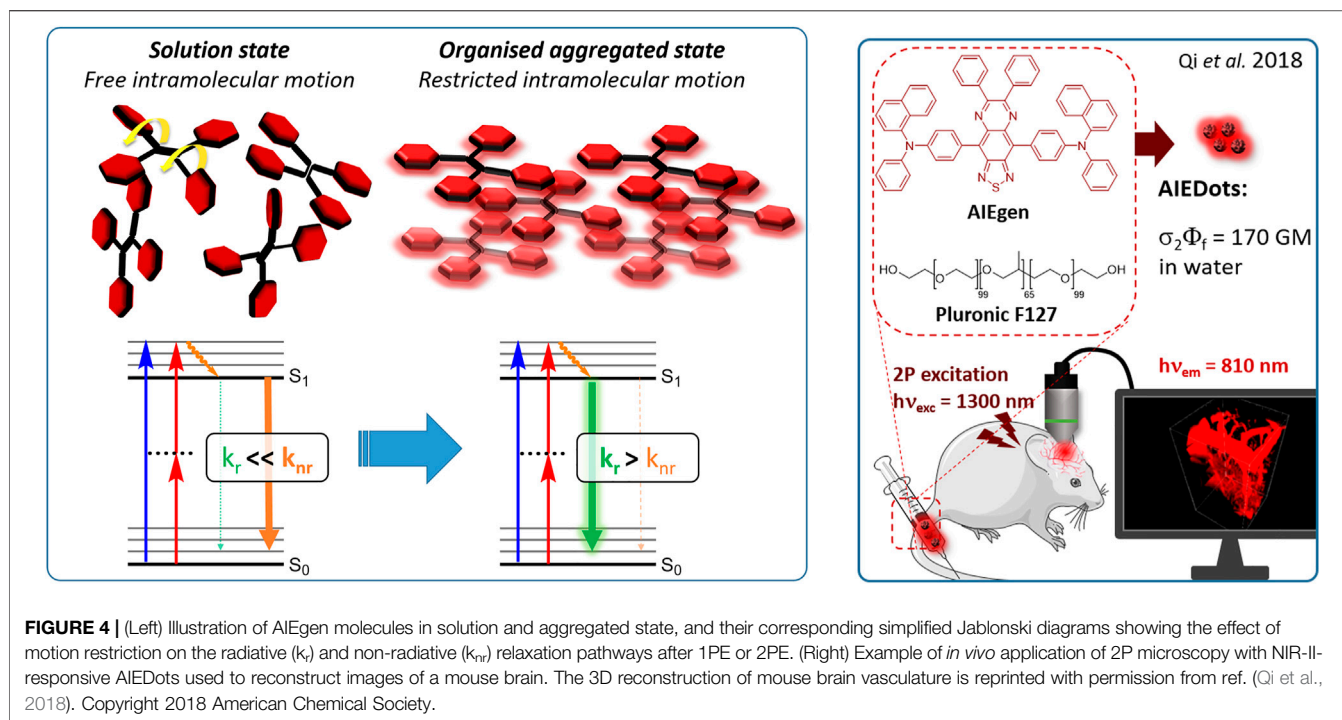 Solution state
Free intramolecular motion
Organised aggregated state
Restricted intramolecular motion
S₁
kᵣ << kₙᵣ
S₀
S₁
kᵣ > kₙᵣ
S₀
Qi et al. 2018
N
N
N
N
N
N
S
AIEgen
AIEDots:
σ₂Φf = 170 GM
in water
HO
O
99
O
65
O
99
OH
Pluronic F127
2P excitation
hνexc = 1300 nm
hνem = 810 nm
FIGURE 4 | (Left) Illustration of AIEgen molecules in solution and aggregated state, and their corresponding simplified Jablonski diagrams showing the effect of
motion restriction on the radiative (kᵣ) and non-radiative (kₙᵣ) relaxation pathways after 1PE or 2PE. (Right) Example of in vivo application of 2P microscopy with NIR-II-
responsive AIEDots used to reconstruct images of a mouse brain. The 3D reconstruction of mouse brain vasculature is reprinted with permission from ref. (Qi et al.,
2018). Copyright 2018 American Chemical Society.